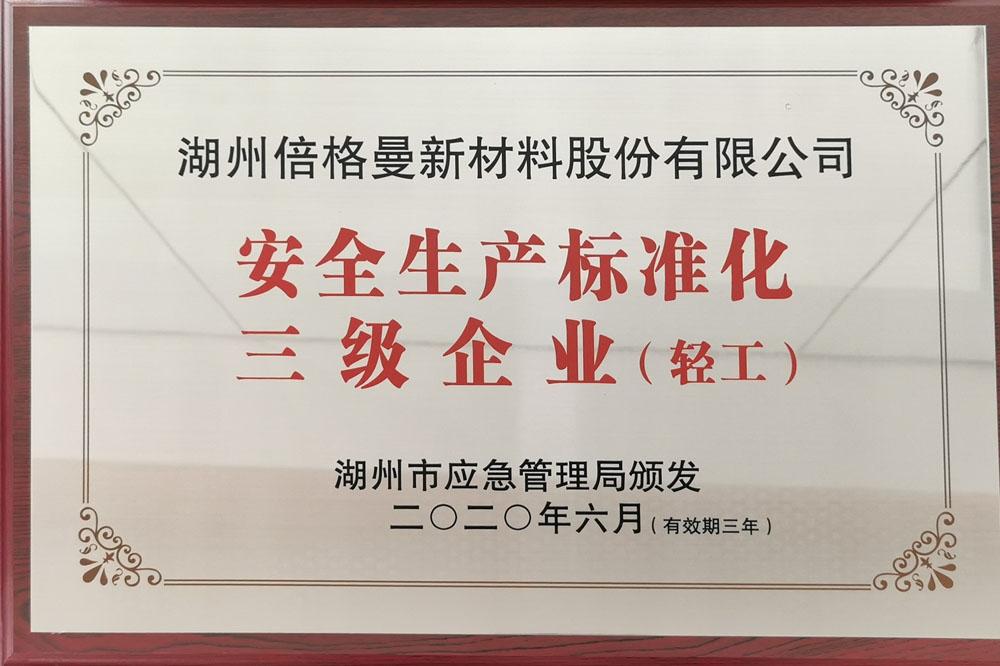 湖州倍格曼新材料股份有限公司
安全生产标准化
三级企业（轻工）
湖州市应急管理局颁发
二〇二〇年六月（有效期三年）